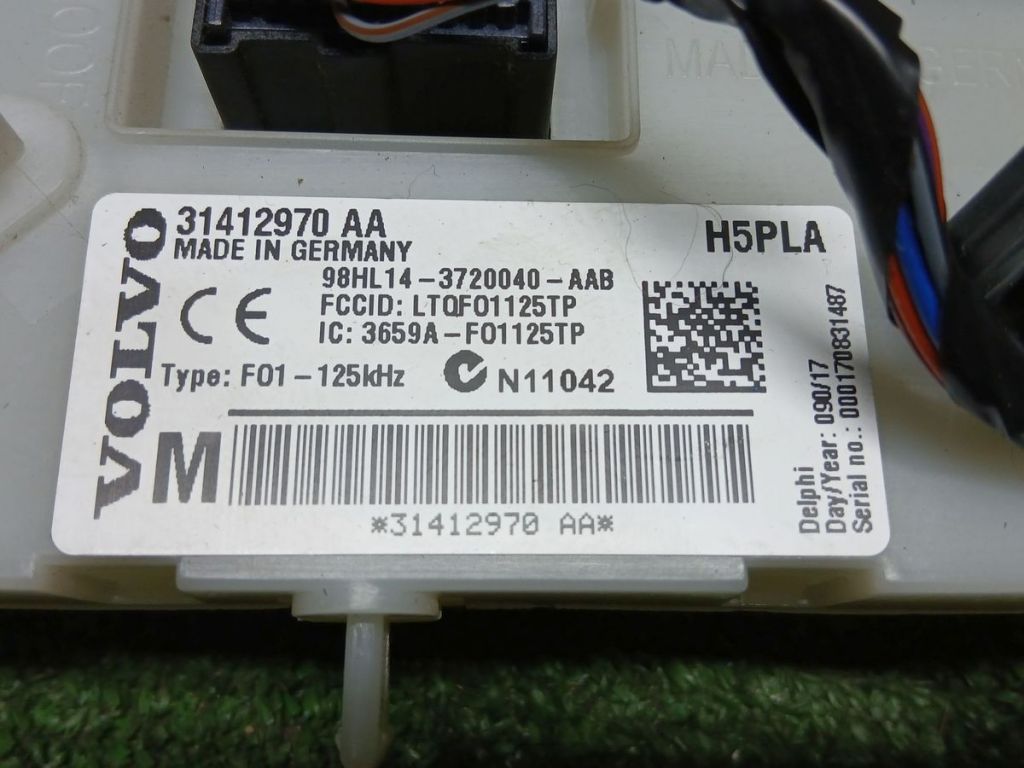 VOLVO
31412970 AA
MADE IN GERMANY
H5PLA
98HL14-3720040-AAB
FCCID: LTQFO1125TP
IC: 3659A-FO1125TP
CE
Type: FO1-125kHz
N11042
M
*31412970 AA*
Delphi
Day/Year: 090/17
Serial no.: 000170831487